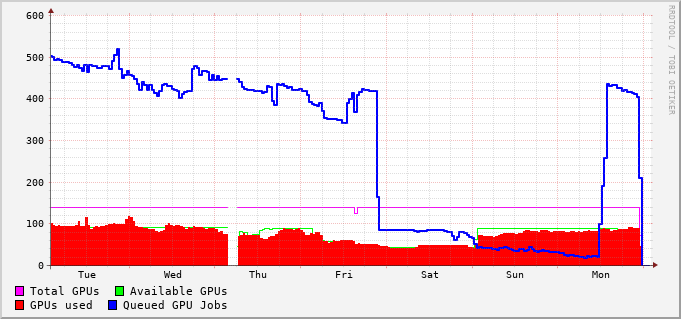 600
500
400
300
200
100
0
Tue Wed Thu Fri Sat Sun Mon
Total GPUs Available GPUs
GPUs used Queued GPU Jobs
RRDTOOL / TOBI OETIKER